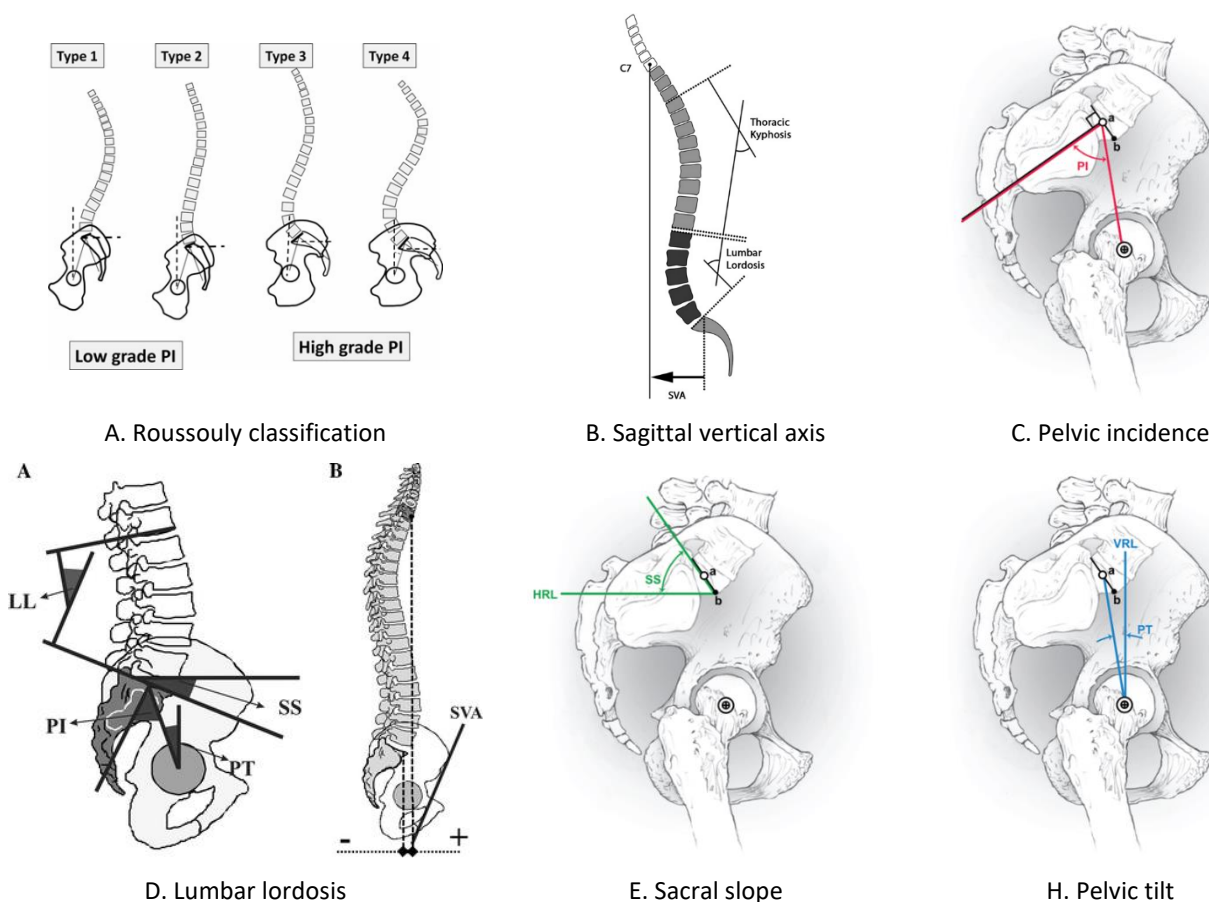 Type 1
Type 2
Type 3
Type 4
Low grade PI
High grade PI
A. Roussouly classification
C7
Thoracic
Kyphosis
Lumbar
Lordosis
SVA
B. Sagittal vertical axis
a
b
PI
C. Pelvic incidence
A
B
LL
PI
SS
PT
SVA
-
+
D. Lumbar lordosis
SS
a
HRL
b
E. Sacral slope
VRL
a
b
PT
H. Pelvic tilt